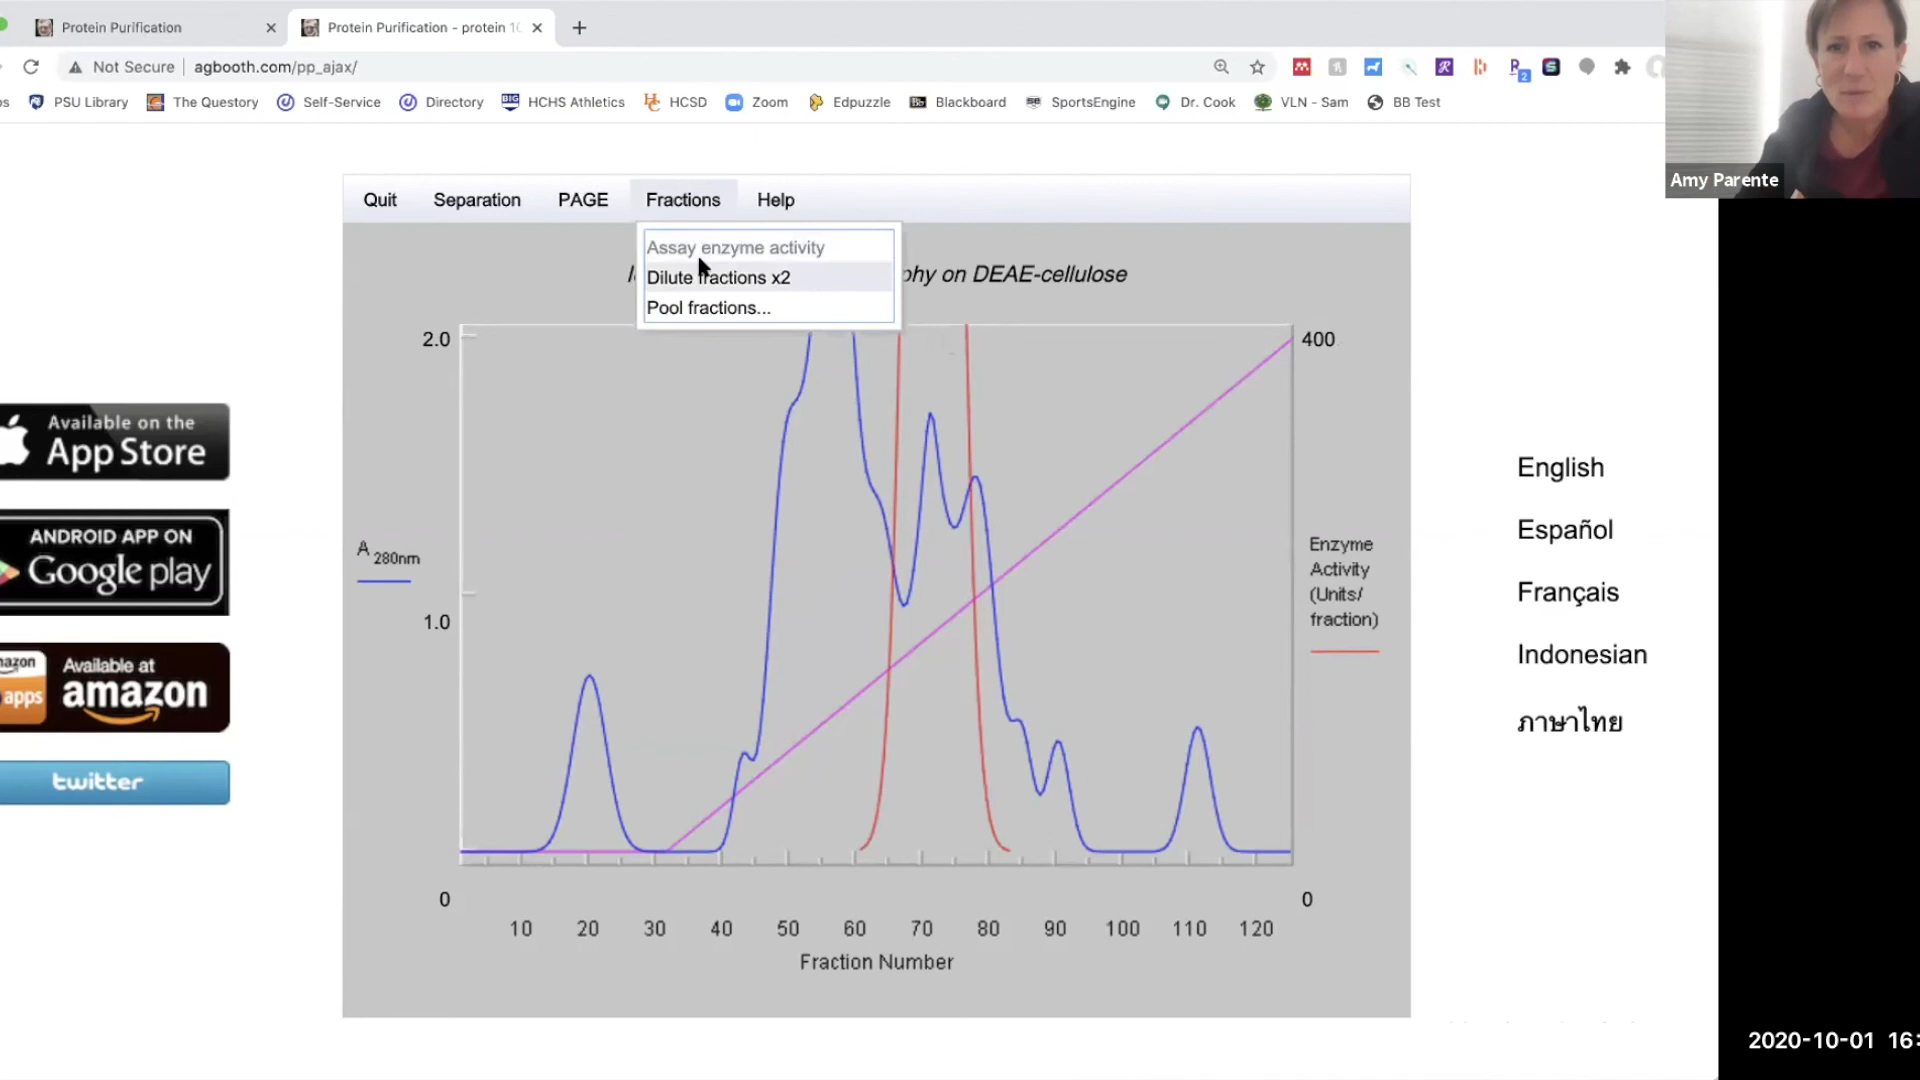 Protein Purification
Protein Purification - protein 1
Not Secure
agbooth.com/pp_ajax/
PSU Library
The Questory
Self-Service
Directory
BIG
HCHS Athletics
HCSD
Zoom
Edpuzzle
Bb
Blackboard
SE
SportsEngine
Dr. Cook
VLN - Sam
BB Test
2
Amy Parente
Quit
Separation
PAGE
Fractions
Help
Assay enzyme activity
Dilute fractions x2
Pool fractions...
phy on DEAE-cellulose
2.0
400
A 280nm
1.0
Enzyme
Activity
(Units/
fraction)
0
0
10 20 30 40 50 60 70 80 90 100 110 120
Fraction Number
Available on the
App Store
ANDROID APP ON
Google play
apps
Available at
amazon
twitter
English
Español
Français
Indonesian
ภาษาไทย
2020-10-01 16: